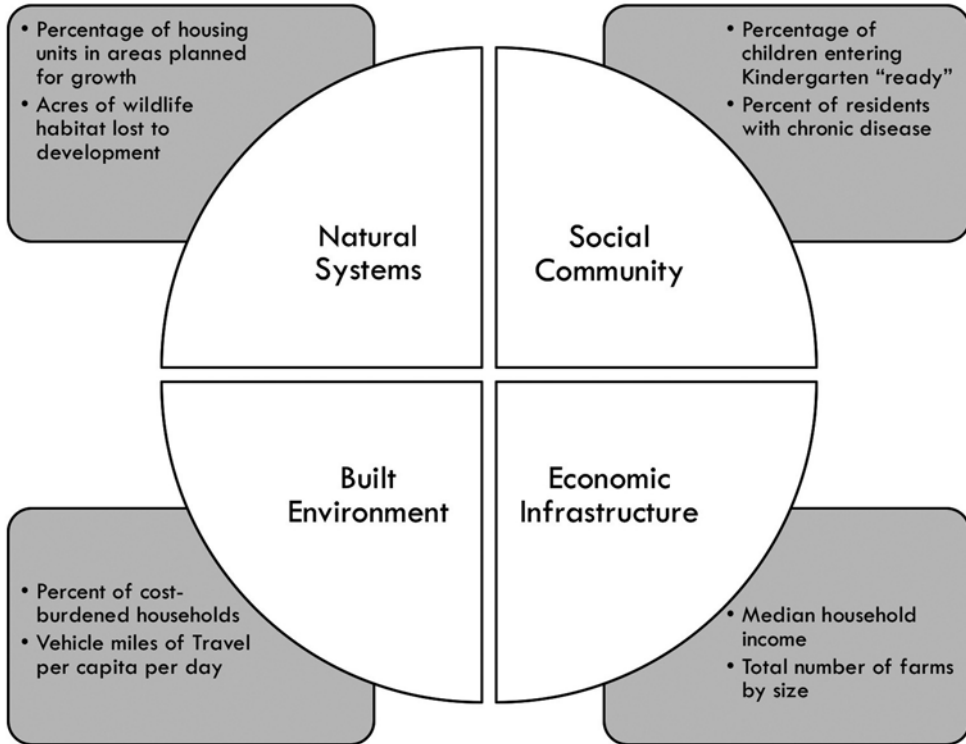 • Percentage of housing
units in areas planned
for growth
• Acres of wildlife
habitat lost to
development
• Percentage of
children entering
Kindergarten “ready”
• Percent of residents
with chronic disease
Natural
Systems
Social
Community
Built
Environment
Economic
Infrastructure
• Percent of cost-
burdened households
• Vehicle miles of Travel
per capita per day
• Median household
income
• Total number of farms
by size